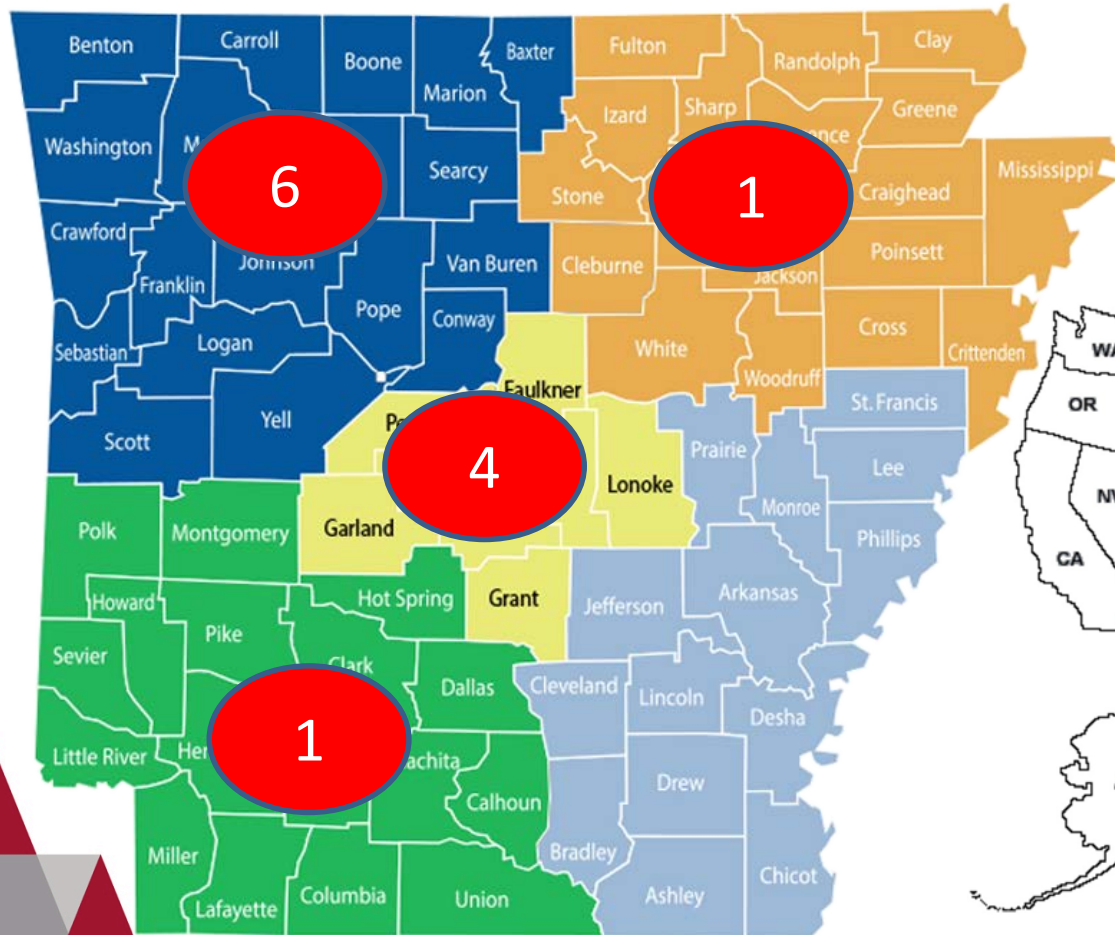 Benton
Carroll
Boone
Marion
Baxter
Fulton
Randolph
Clay
Izard
Sharp
Greene
Washington
Searcy
Stone
Craighead
Mississippi
6
1
Crawford
Franklin
Johnson
Van Buren
Cleburne
Jackson
Poinsett
Pope
Conway
Sebastian
Logan
White
Cross
Crittenden
Woodruff
Faulkner
St. Francis
Scott
Yell
Prairie
Lee
4
Lonoke
Monroe
Phillips
Polk
Montgomery
Garland
Howard
Hot Spring
Grant
Jefferson
Arkansas
Pike
Sevier
Clark
Dallas
Cleveland
Lincoln
Desha
Little River
1
Calhoun
Drew
Miller
Bradley
Chicot
Lafayette
Columbia
Union
Ashley
OR
CA